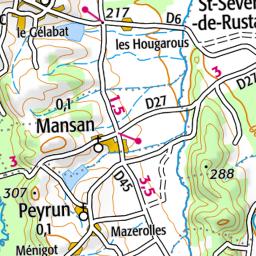 217
D6
St-Sever
-de-Rusta
le Gélabat
les Hougarous
3
0,1
1,5
D27
D27
Mansan
3
3,5
288
307
D45
Peyrun
0,1
Mazerolles
Ménigot